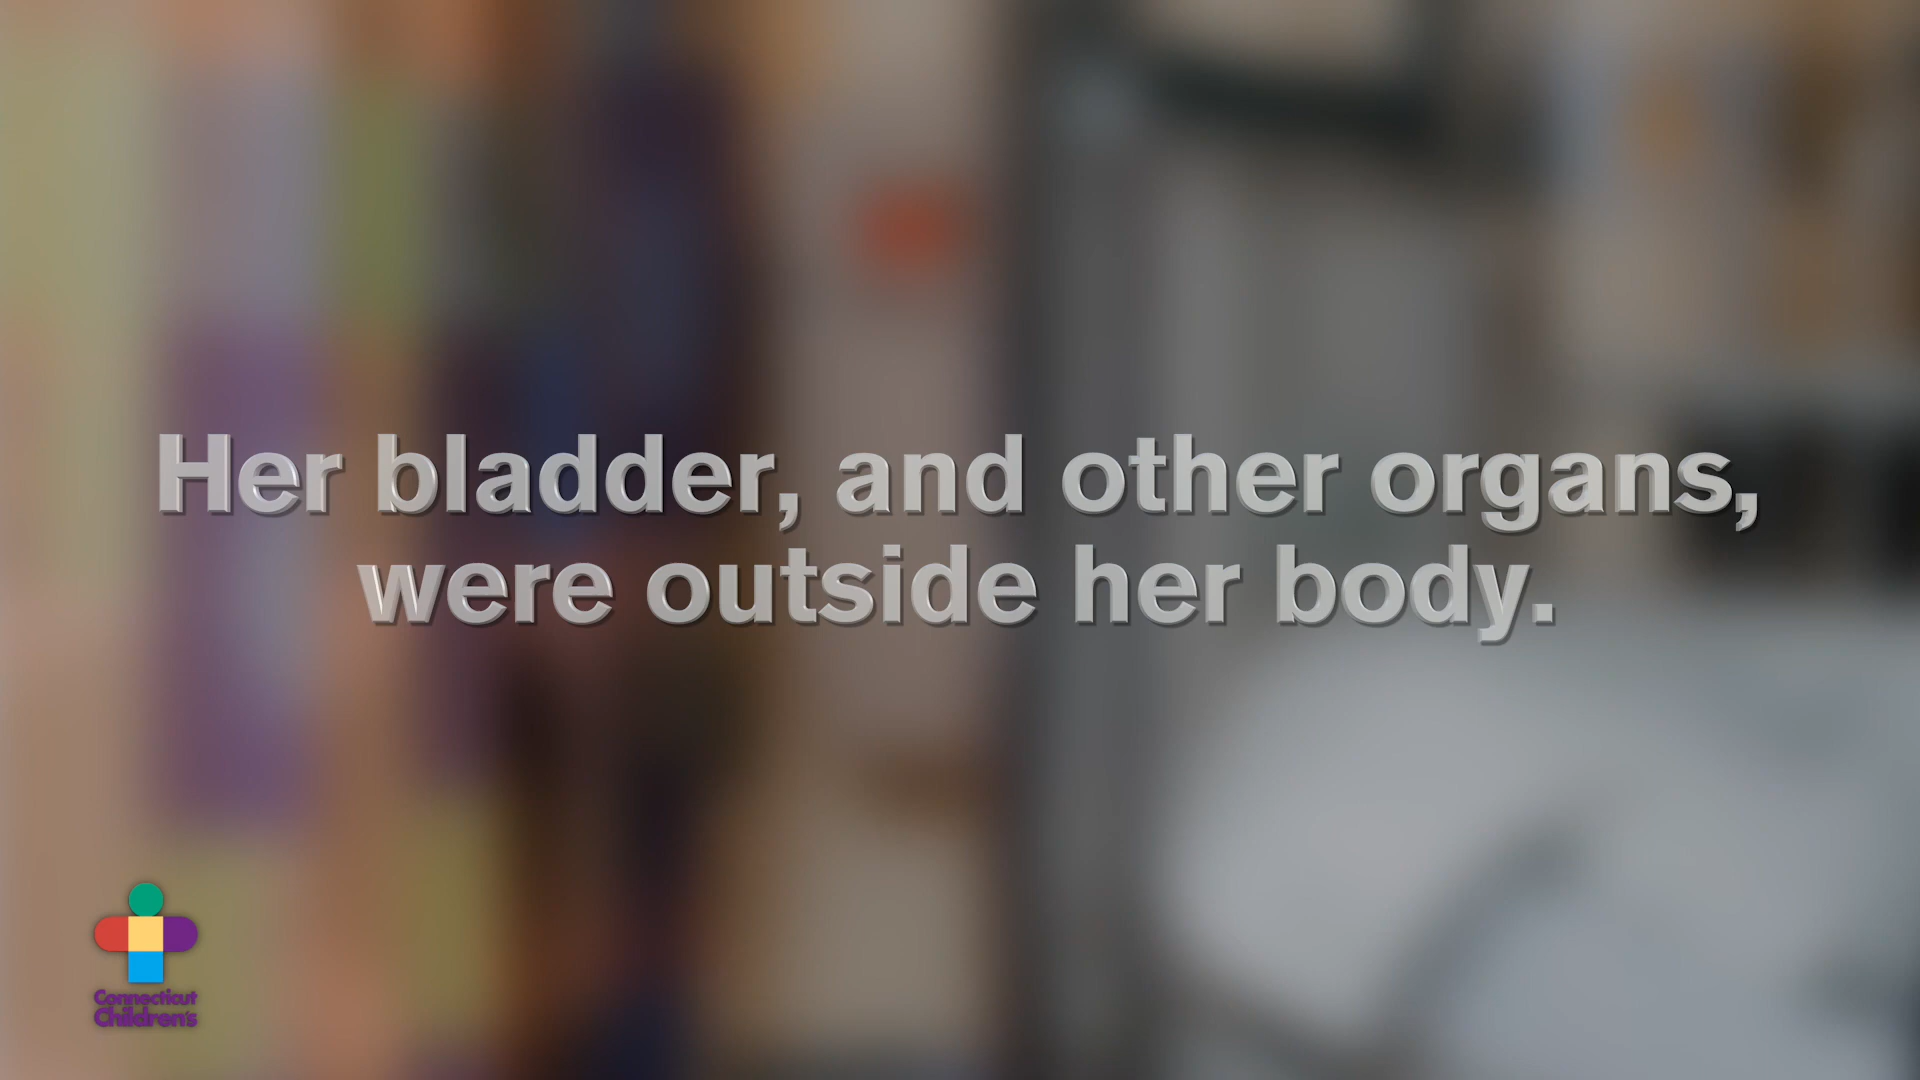 Her bladder, and other organs,
were outside her body.
Connecticut
Children's